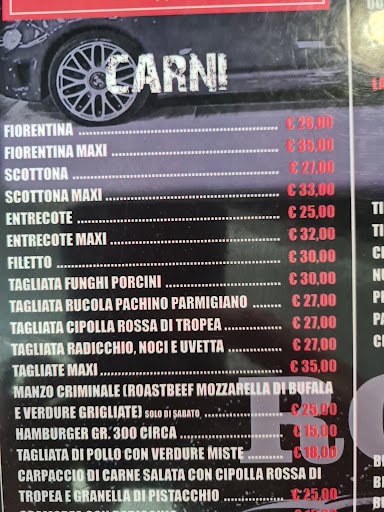 CARNI
FIORENTINA € 28,00
FIORENTINA MAXI € 35,00
SCOTTONA € 27,00
SCOTTONA MAXI € 33,00
ENTRECOTE € 25,00
ENTRECOTE MAXI € 32,00
FILETTO € 30,00
TAGLIATA FUNGHI PORCINI € 30,00
TAGLIATA RUCOLA PACHINO PARMIGIANO € 27,00
TAGLIATA CIPOLLA ROSSA DI TROPEA € 27,00
TAGLIATA RADICCHIO, NOCI E UVETTA € 27,00
TAGLIATE MAXI € 35,00
MANZO CRIMINALE (ROASTBEEF MOZZARELLA DI BUFALA
E VERDURE GRIGLIATE) SOLO DI SABATO € 25,00
HAMBURGER GR. 300 CIRCA € 15,00
TAGLIATA DI POLLO CON VERDURE MISTE € 18,00
CARPACCIO DI CARNE SALATA CON CIPOLLA ROSSA DI
TROPEA E GRANELLA DI PISTACCHIO € 25,00